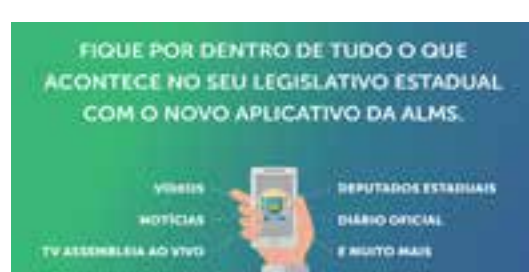 FIQUE POR DENTRO DE TUDO O QUE
ACONTECE NO SEU LEGISLATIVO ESTADUAL
COM O NOVO APLICATIVO DA ALMS.
VÍDEOS
NOTÍCIAS
TV ASSEMBLEIA AO VIVO
DEPUTADOS ESTADUAIS
DIÁRIO OFICIAL
E MUITO MAIS